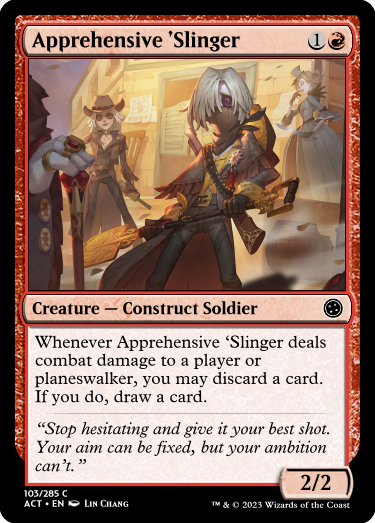 Apprehensive ’Slinger 1
Creature — Construct Soldier
Whenever Apprehensive ‘Slinger deals
combat damage to a player or
planeswalker, you may discard a card.
If you do, draw a card.
“Stop hesitating and give it your best shot.
Your aim can be fixed, but your ambition
can’t.”
2/2
103/285 C
ACT • EN Lin Chang
™ & © 2023 Wizards of the Coast